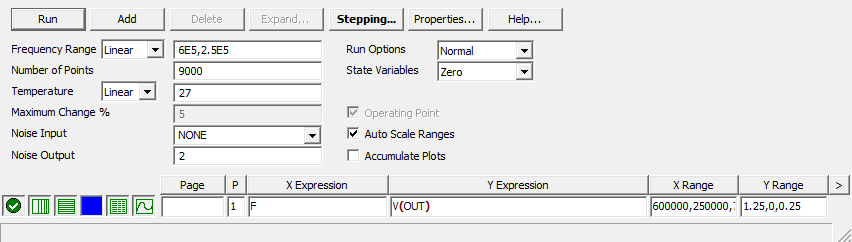 Run Add Delete Expand... Stepping... Properties... Help...
Frequency Range Linear 6E5,2.5E5 Run Options Normal
Number of Points 9000 State Variables Zero
Temperature Linear 27
Maximum Change % 5 Operating Point
Noise Input NONE Auto Scale Ranges
Noise Output 2 Accumulate Plots
Page P X Expression Y Expression X Range Y Range >
1 F V(OUT) 600000,250000, 1.25,0,0.25